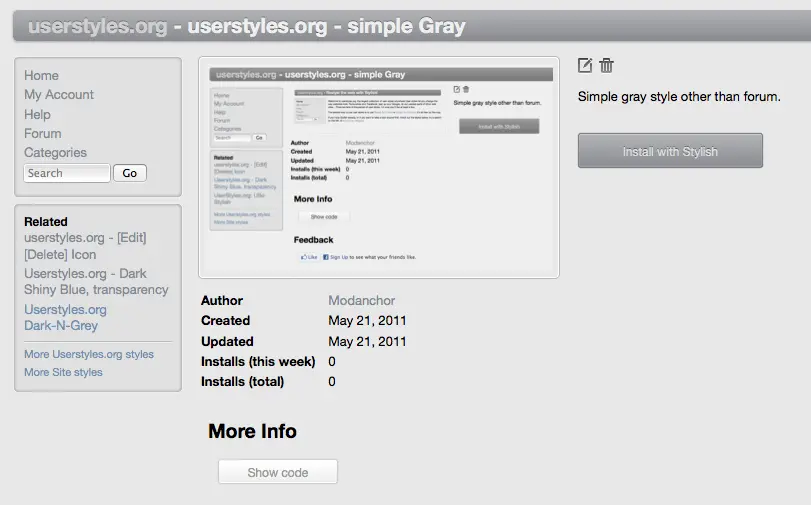 userstyles.org - userstyles.org - simple Gray
Home
My Account
Help
Forum
Categories
Search Go
Related
userstyles.org - [Edit]
[Delete] Icon
Userstyles.org - Dark
Shiny Blue, transparency
Userstyles.org
Dark-N-Grey
More Userstyles.org styles
More Site styles
userstyles.org - userstyles.org - simple Gray
Home
My Account
Help
Forum
Categories
Search Go
Related
userstyles.org - [Edit]
[Delete] Icon
Userstyles.org - Dark
Shiny Blue, transparency
More Userstyles.org styles
More Site styles
Simple gray style other than forum.
Install with Stylish
Author Modanchor
Created May 21, 2011
Updated May 21, 2011
Installs (this week) 0
Installs (total) 0
More Info
Show code
Feedback
Like Sign Up to see what your friends like.
Simple gray style other than forum.
Install with Stylish
Author Modanchor
Created May 21, 2011
Updated May 21, 2011
Installs (this week) 0
Installs (total) 0
More Info
Show code